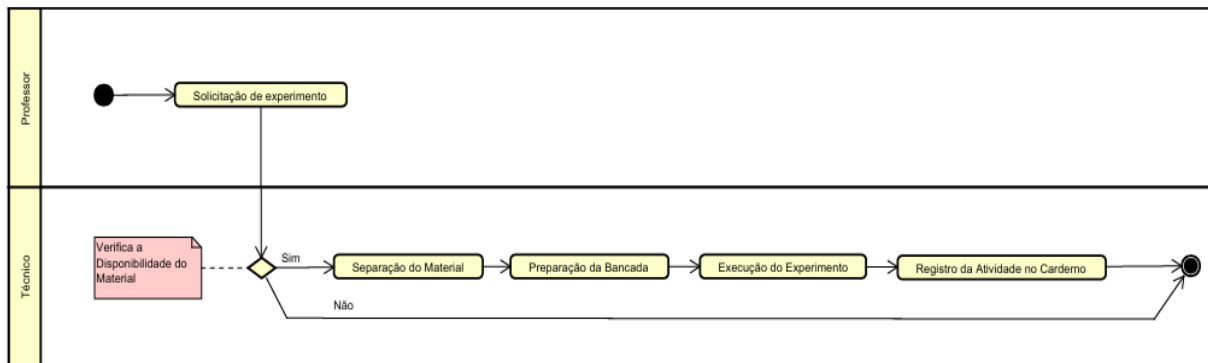 Professor
Solicitação de experimento
Técnico
Verifica a
Disponibilidade do
Material
Sim
Separação do Material
Preparação da Bancada
Execução do Experimento
Registro da Atividade no Carderno
Não